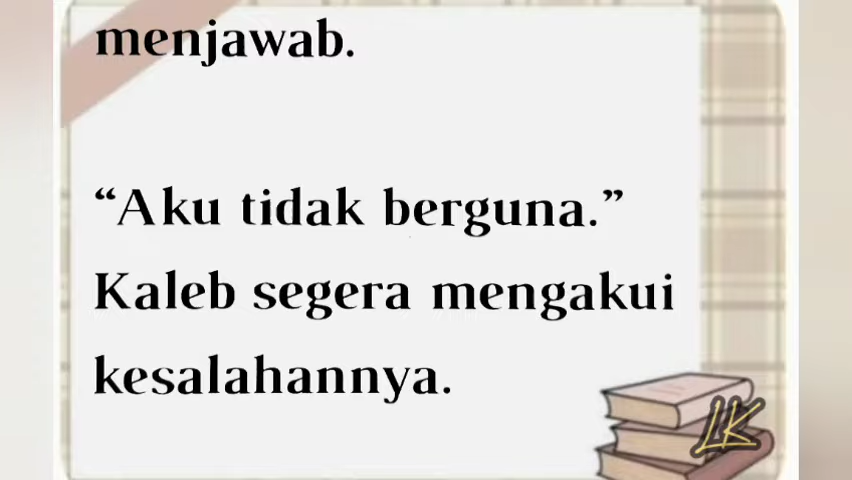 menjawab.
“Aku tidak berguna.”
Kaleb segera mengakui
kesalahannya.
LK